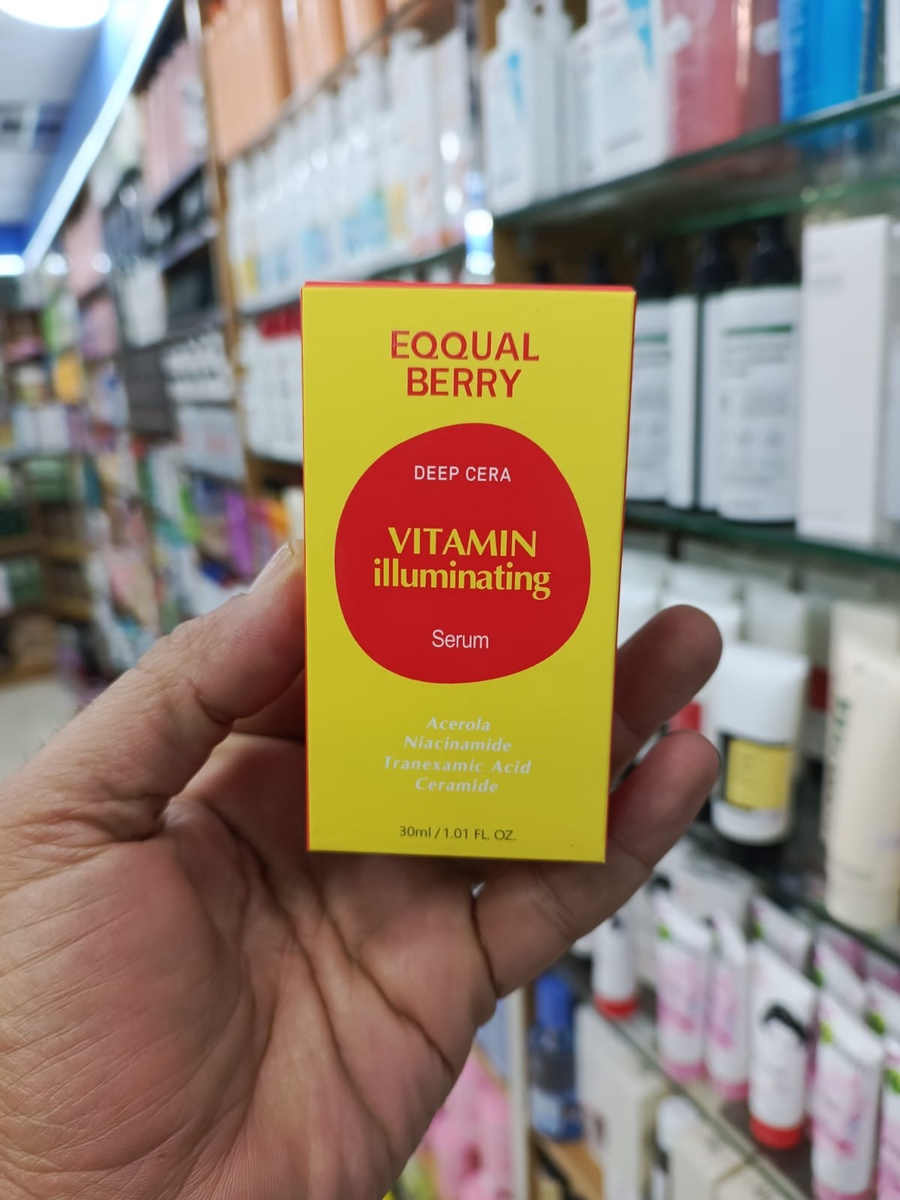 EQQUAL
BERRY
DEEP CERA
VITAMIN
illuminating
Serum
Acerola
Niacinamide
Tranexamic Acid
Ceramide
30ml / 1.01 FL. OZ.